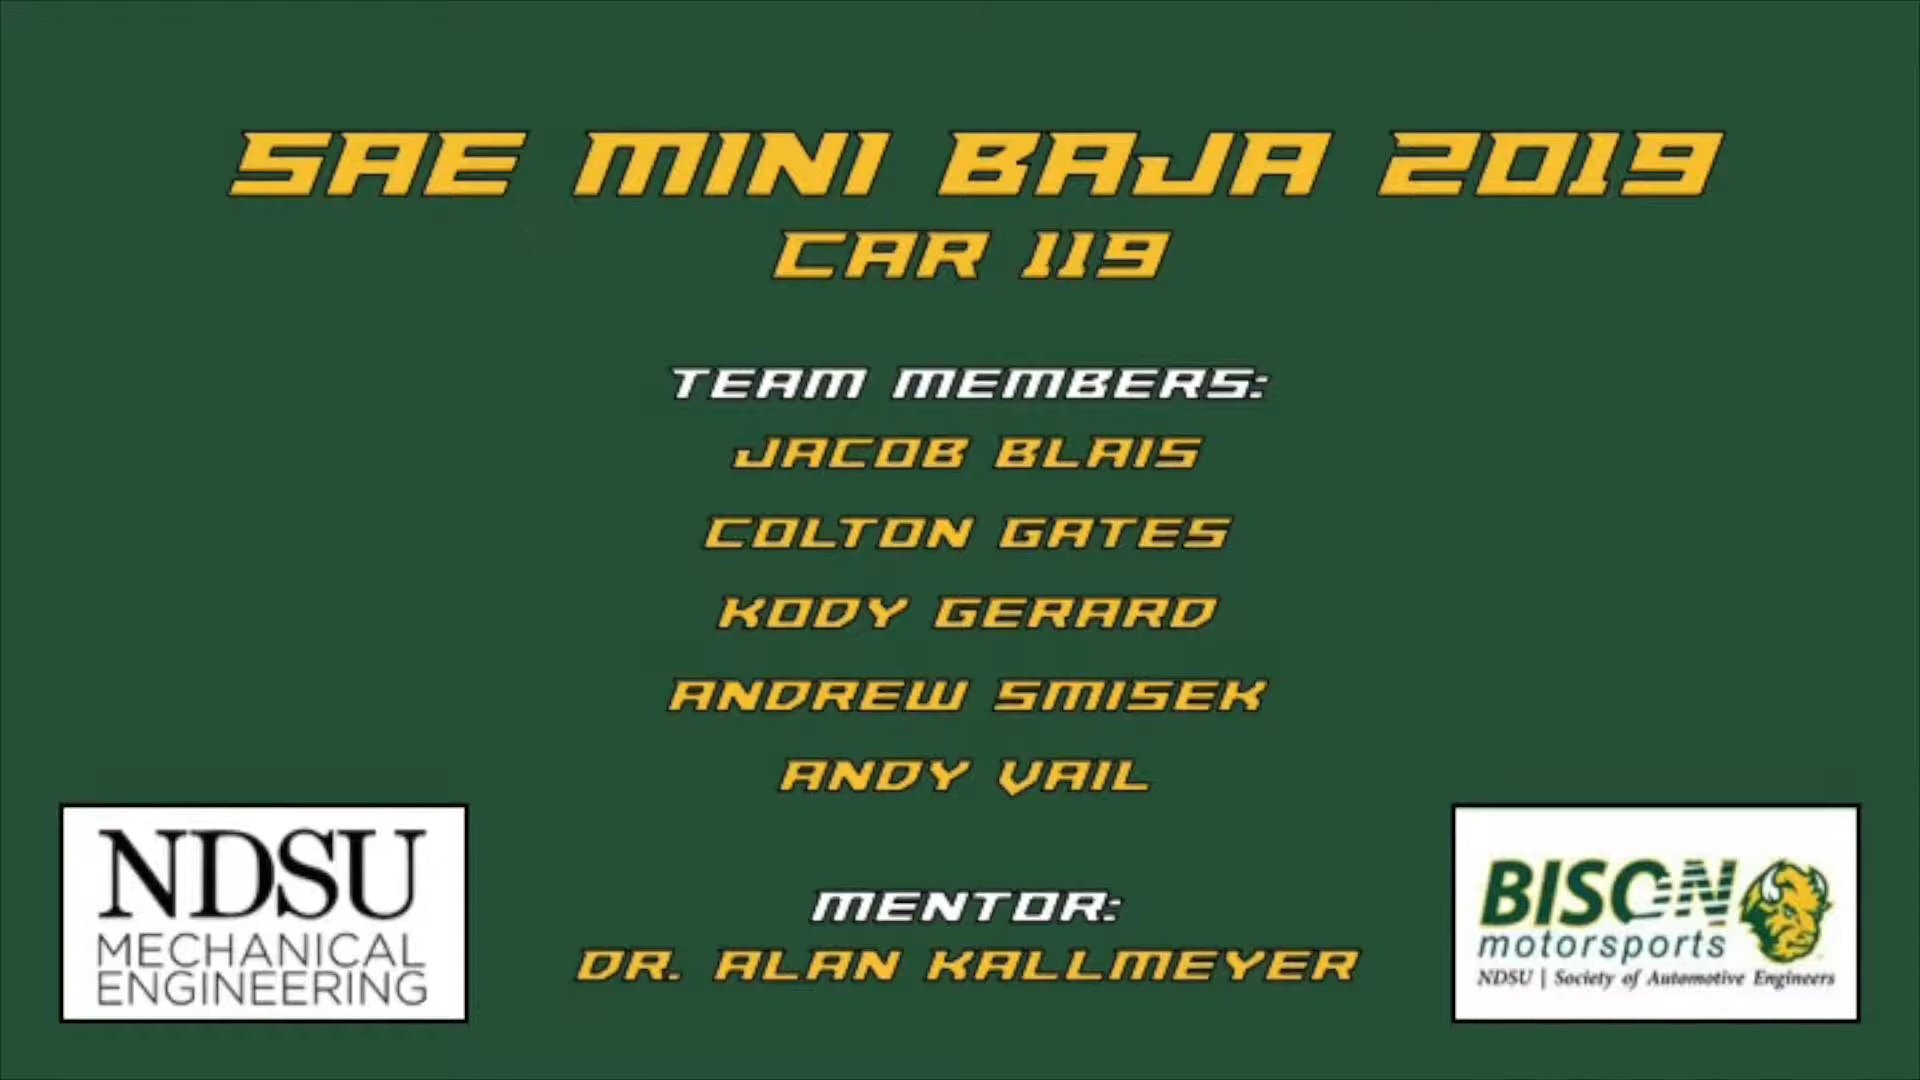 SAE MINI BAJA 2019
CAR 119
TEAM MEMBERS:
JACOB BLAIS
COLTON GATES
KODY GERARD
ANDREW SMISEK
ANDY VAIL
MENTOR:
DR. ALAN KALLMEYER
NDSU
MECHANICAL
ENGINEERING
BISON
motorsports
NDSU | Society of Automotive Engineers